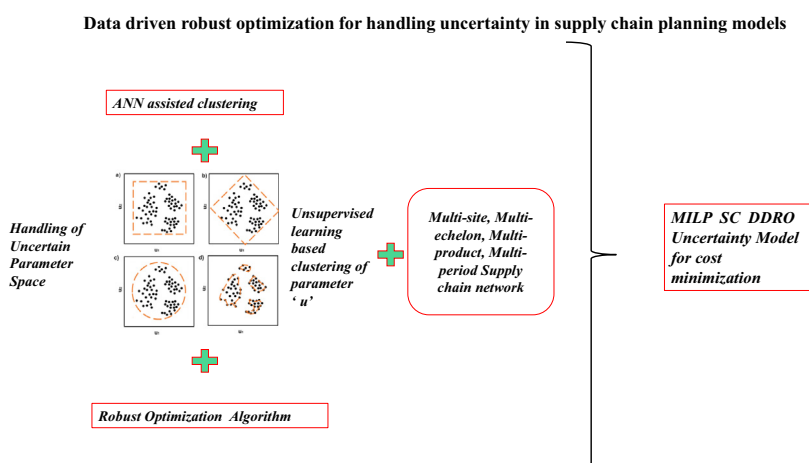 Data driven robust optimization for handling uncertainty in supply chain planning models
ANN assisted clustering
Handling of
Uncertain
Parameter
Space
a)
b)
c)
d)
Unsupervised
learning
based
clustering of
parameter
‘ u’
Multi-site, Multi-
echelon, Multi-
product, Multi-
period Supply
chain network
MILP SC DDRO
Uncertainty Model
for cost
minimization
Robust Optimization Algorithm